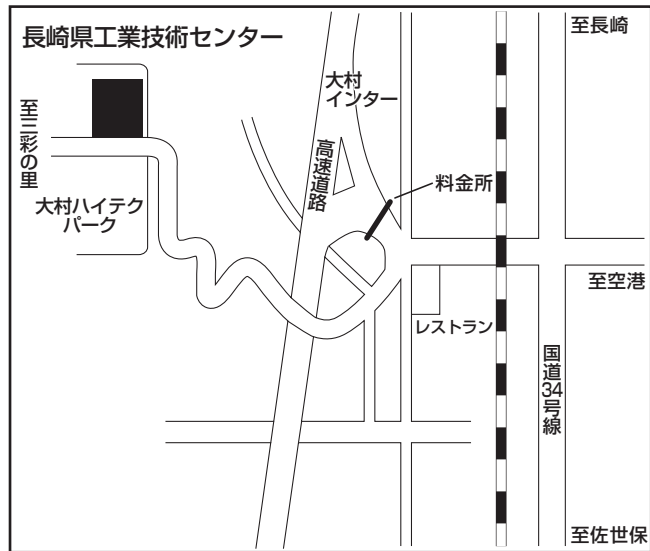 長崎県工業技術センター
至長崎
大村
インター
至三彩の里
高速道路
料金所
大村ハイテク
パーク
至空港
レストラン
国道34号線
至佐世保